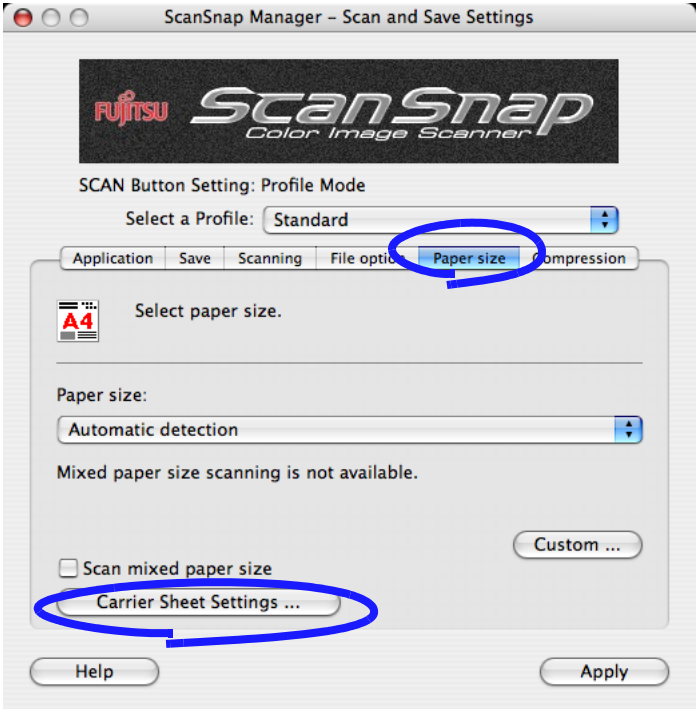 ScanSnap Manager – Scan and Save Settings
FUJITSU ScanSnap
Color Image Scanner
SCAN Button Setting: Profile Mode
Select a Profile: Standard
Application Save Scanning File option Paper size Compression
A4 Select paper size.
Paper size:
Automatic detection
Mixed paper size scanning is not available.
Custom ...
Scan mixed paper size
Carrier Sheet Settings ...
Help Apply